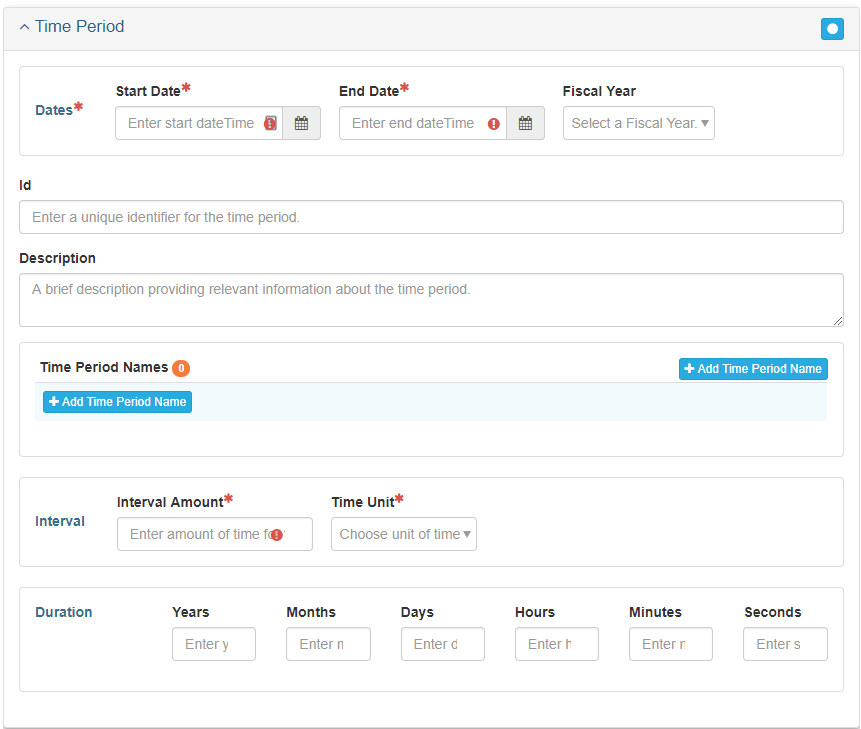 Time Period
Start Date* End Date* Fiscal Year
Dates*
Enter start dateTime Enter end dateTime Select a Fiscal Year.
Id
Enter a unique identifier for the time period.
Description
A brief description providing relevant information about the time period.
Time Period Names 0 + Add Time Period Name
+ Add Time Period Name
Interval Amount* Time Unit*
Interval
Enter amount of time fo Choose unit of time
Duration Years Months Days Hours Minutes Seconds
Enter y Enter m Enter d Enter h Enter m Enter s